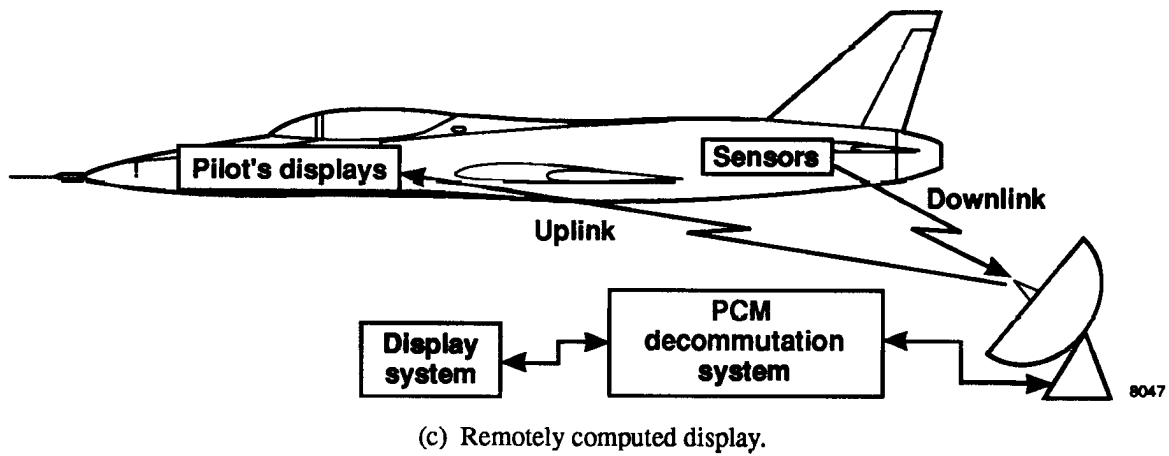 Pilot's displays
Sensors
Downlink
Uplink
PCM
decommutation
system
Display
system
8047
(c) Remotely computed display.